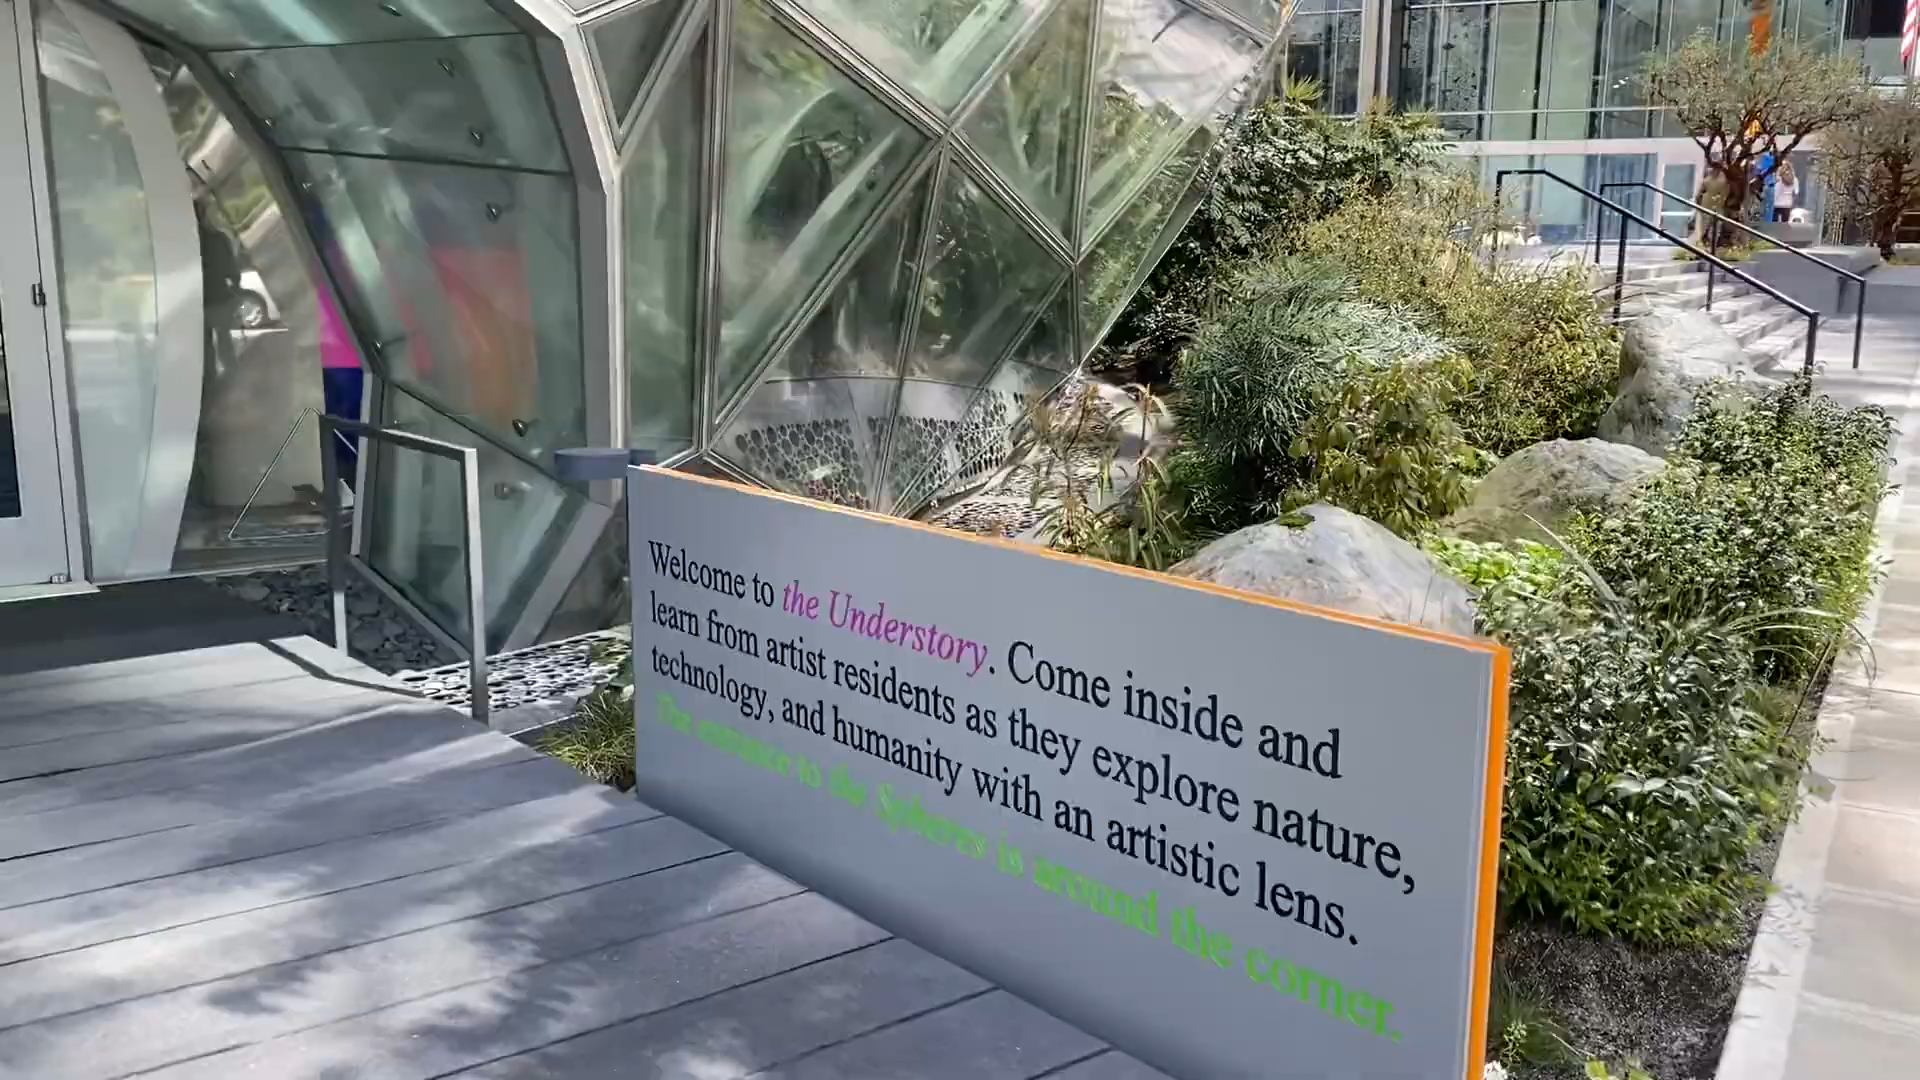 Welcome to the Understory. Come inside and
learn from artist residents as they explore nature,
technology, and humanity with an artistic lens.
The entrance to the Spheres is around the corner.